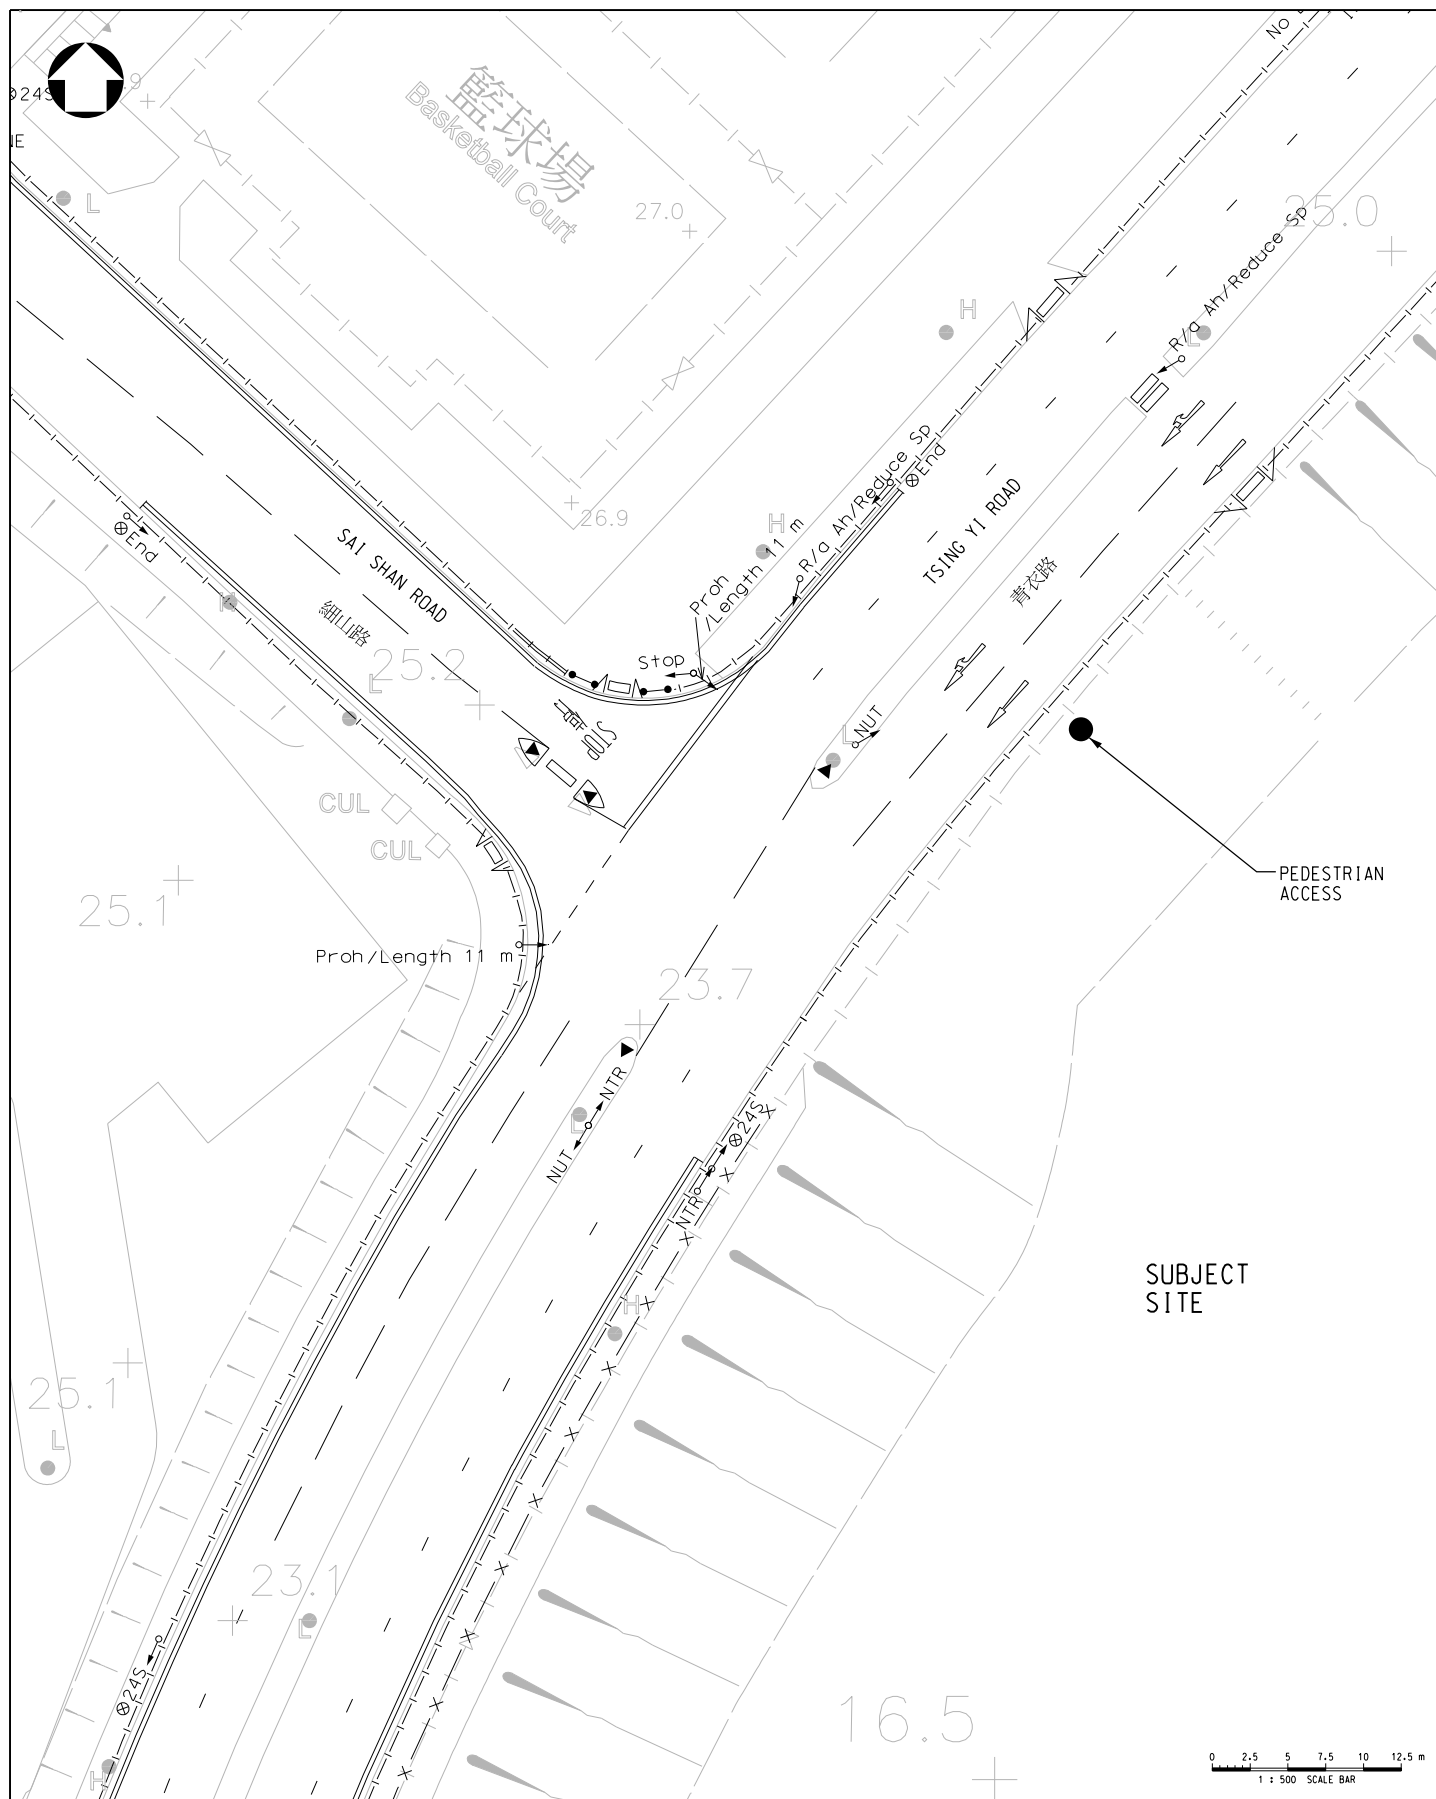 No
⊗24S
NE
L
籃球場
Basketball Court
27.0
25.0
R/a Ah/Reduce Sp
H
L
R/a Ah/Reduce Sp
⊗End
26.9
H
Proh
/Length 11 m
TSING YI ROAD
青衣路
⊗End
SAI SHAN ROAD
細山路
H
25.2
L
Stop
STOP
L
NUT
CUL
CUL
PEDESTRIAN
ACCESS
25.1
Proh/Length 11 m
23.7
NTR
L
NUT
⊗24S
NTR
H
SUBJECT
SITE
25.1
L
23.1
L
⊗24S
H
16.5
0 2.5 5 7.5 10 12.5 m
1 : 500 SCALE BAR